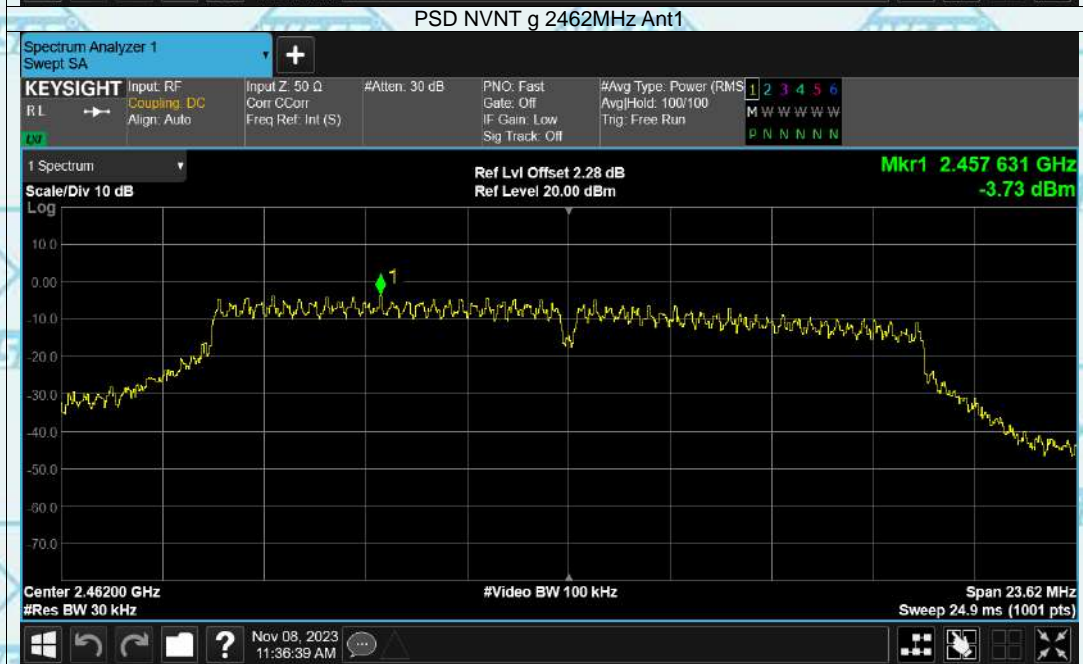 PSD NVNT g 2462MHz Ant1
Spectrum Analyzer 1
Swept SA
+
KEYSIGHT
R L
LXI
Input: RF
Coupling: DC
Align: Auto
Input Z: 50 Ω
Corr CCorr
Freq Ref: Int (S)
#Atten: 30 dB
PNO: Fast
Gate: Off
IF Gain: Low
Sig Track: Off
#Avg Type: Power (RMS
Avg|Hold: 100/100
Trig: Free Run
1 2 3 4 5 6
M W W W W W
P N N N N N
1 Spectrum
Scale/Div 10 dB
Log
Ref Lvl Offset 2.28 dB
Ref Level 20.00 dBm
Mkr1 2.457 631 GHz
-3.73 dBm
10.0
0.00
-10.0
-20.0
-30.0
-40.0
-50.0
-60.0
-70.0
1
Center 2.46200 GHz
#Res BW 30 kHz
#Video BW 100 kHz
Span 23.62 MHz
Sweep 24.9 ms (1001 pts)
?
Nov 08, 2023
11:36:39 AM